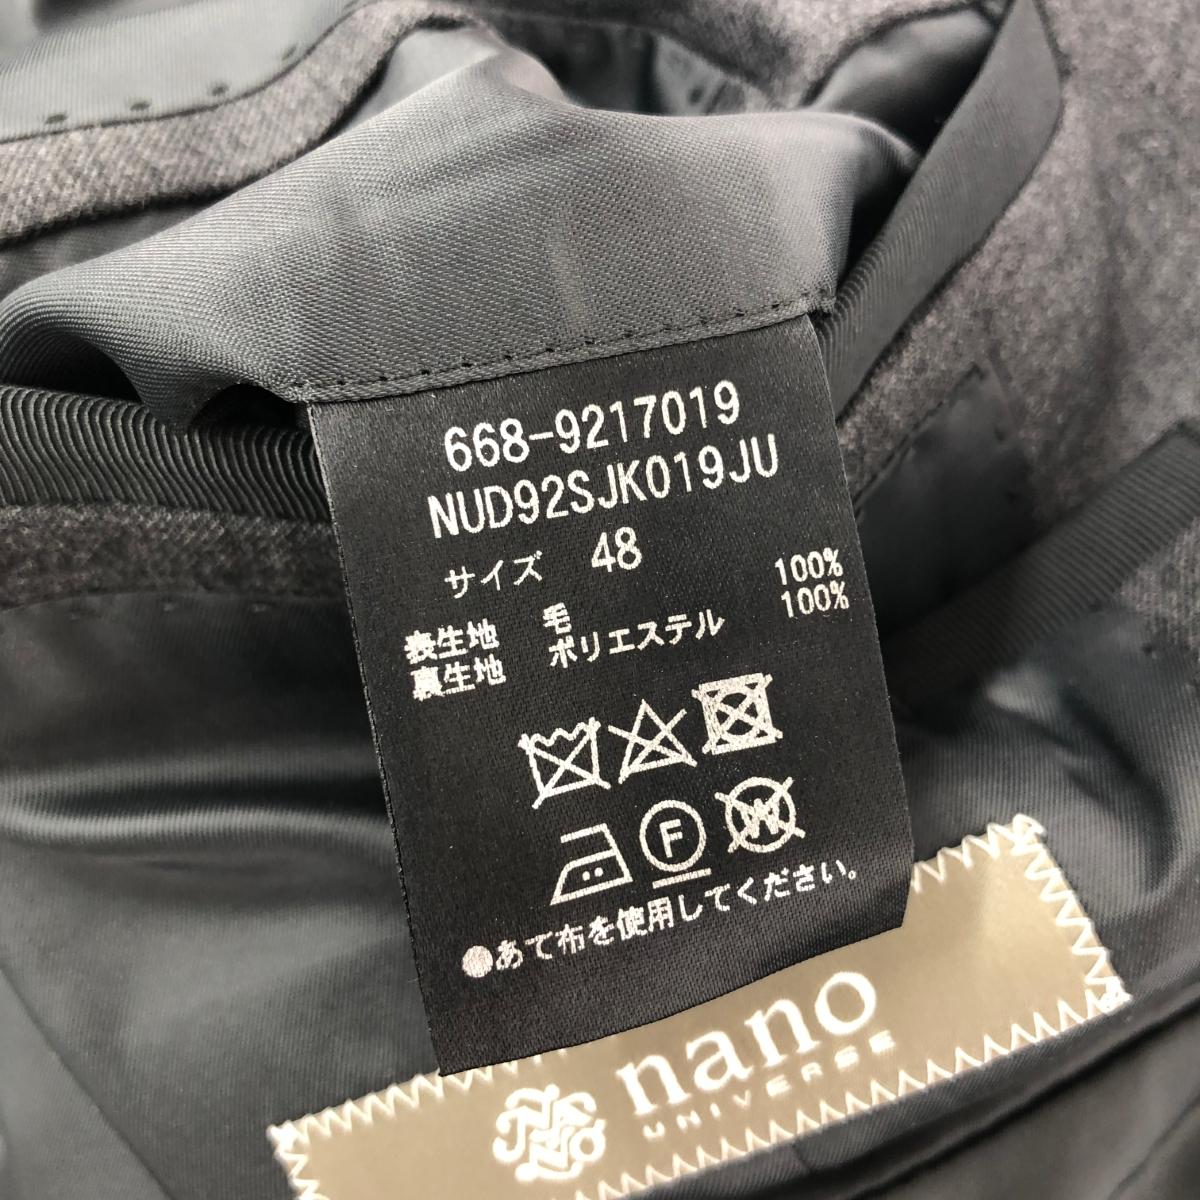 668-9217019
NUD92SJK019JU
サイズ 48
表生地 毛 100%
裏生地 ポリエステル 100%
F
W
●あて布を使用してください。
nano
UNIVERSE